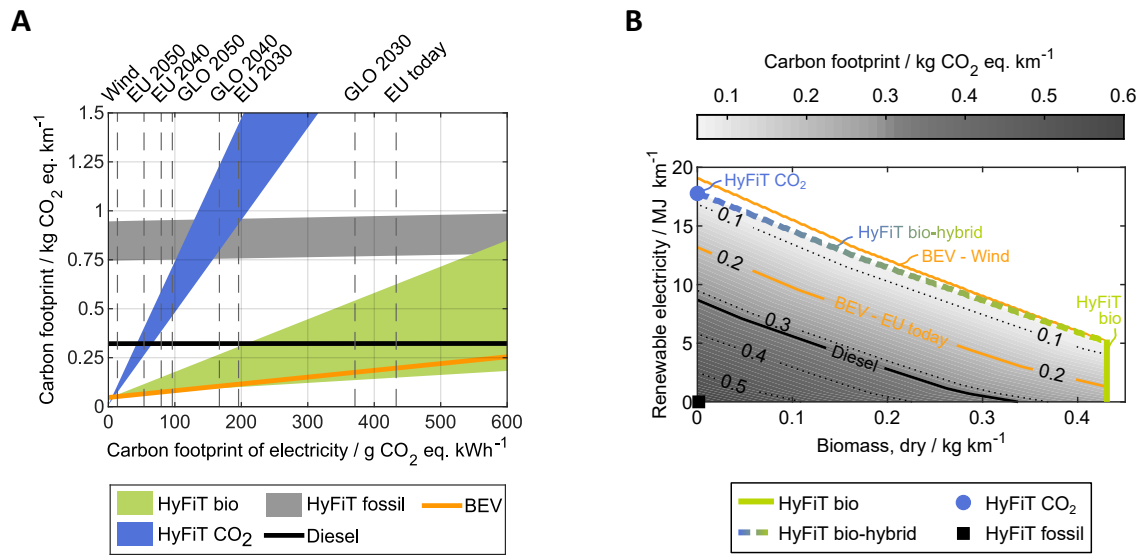 A
Wind
EU 2050
EU 2040
GLO 2050
GLO 2040
EU 2030
GLO 2030
EU today
1.5
1.25
1
0.75
0.5
0.25
0
0 100 200 300 400 500 600
Carbon footprint / kg CO2 eq. km-1
Carbon footprint of electricity / g CO2 eq. kWh-1
HyFiT bio
HyFiT fossil
BEV
HyFiT CO2
Diesel
B
Carbon footprint / kg CO2 eq. km-1
0.1 0.2 0.3 0.4 0.5 0.6
20
15
10
5
0
Renewable electricity / MJ km-1
HyFiT CO2
0.1
HyFiT bio-hybrid
BEV - Wind
0.2
HyFiT
bio
BEV - EU today
0.1
0.3
Diesel
0.2
0.4
0.5
0 0.1 0.2 0.3 0.4
Biomass, dry / kg km-1
HyFiT bio
HyFiT CO2
HyFiT bio-hybrid
HyFiT fossil